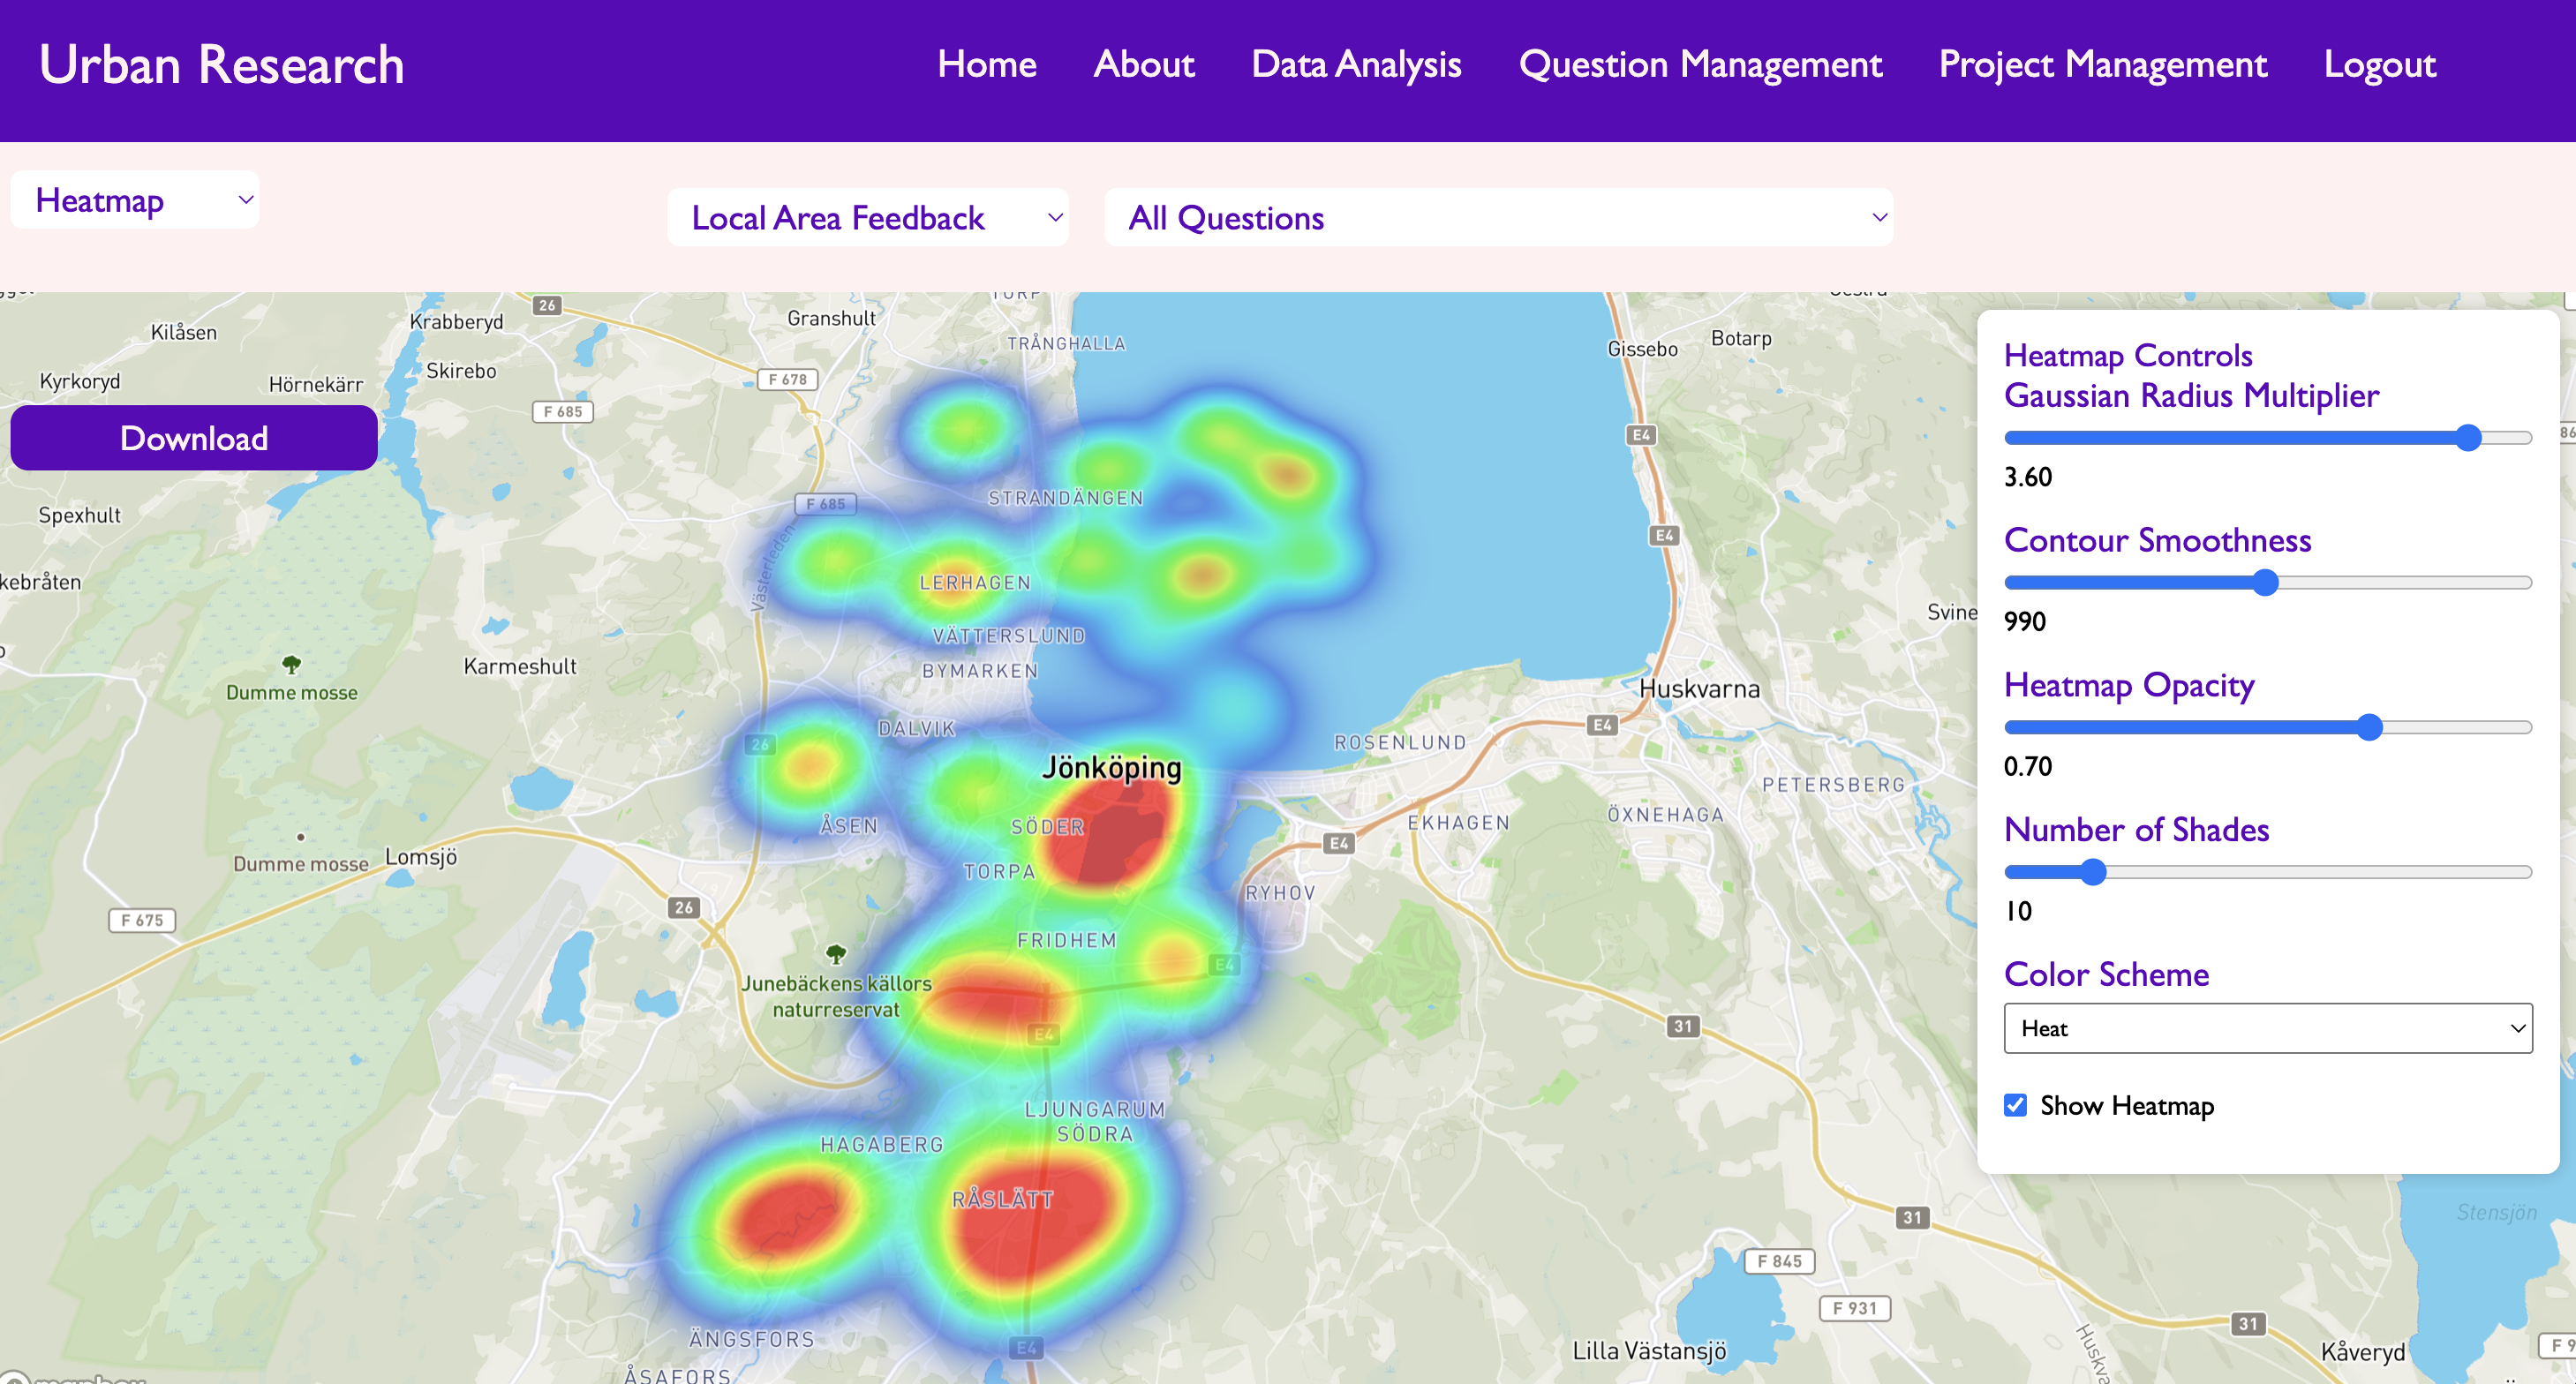 Urban Research
Home
About
Data Analysis
Question Management
Project Management
Logout
Heatmap
Local Area Feedback
All Questions
Download
Heatmap Controls
Gaussian Radius Multiplier
3.60
Contour Smoothness
990
Heatmap Opacity
0.70
Number of Shades
10
Color Scheme
Heat
Show Heatmap
26
Krabberyd
Granshult
Kilåsen
TRÅNGHALLA
Gissebo
Botarp
Skirebo
Kyrkoryd
Hörnekärr
F 678
F 685
E4
STRANDÄNGEN
F 685
Västerleden
Spexhult
E4
kebråten
LERHAGEN
Svine
VÄTTERSLUND
BYMARKEN
Karmeshult
Dumme mosse
Huskvarna
DALVIK
E4
26
ROSENLUND
Jönköping
PETERSBERG
ÅSEN
SÖDER
EKHAGEN
ÖXNEHAGA
E4
Dumme mosse
Lomsjö
TORPA
RYHOV
26
F 675
FRIDHEM
E4
Junebäckens källors
naturreservat
E4
31
LJUNGARUM
SÖDRA
HAGABERG
RÅSLÄTT
31
Stensjön
F 845
F 931
31
ÄNGSFORS
E4
Lilla Västansjö
Kåveryd
Huskva
F 9
ÅSAFORS